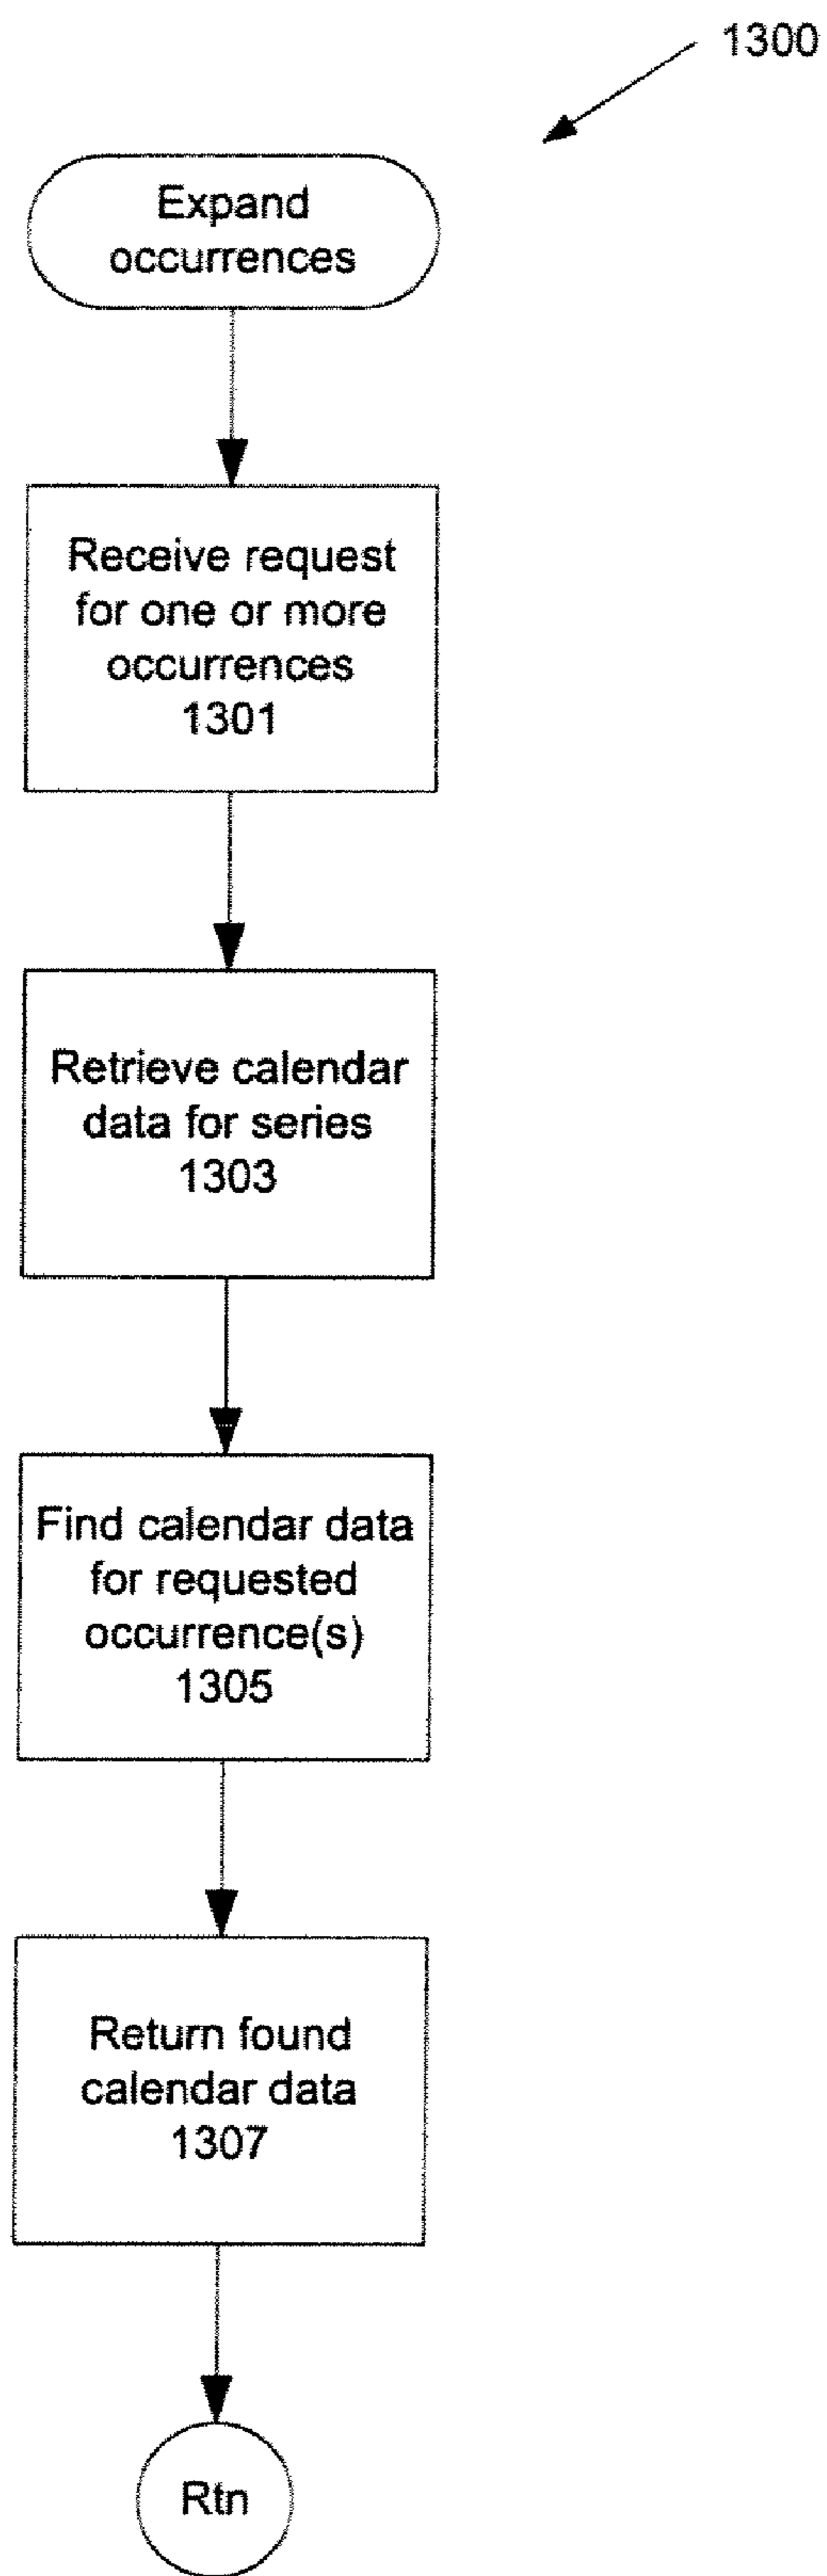 1300
Expand
occurrences
Receive request
for one or more
occurrences
1301
Retrieve calendar
data for series
1303
Find calendar data
for requested
occurrence(s)
1305
Return found
calendar data
1307
Rtn